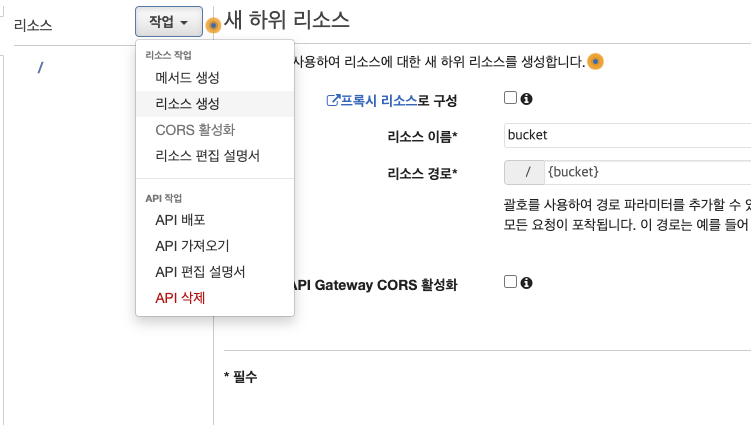 리소스
작업
새 하위 리소스
리소스 작업
메서드 생성
리소스 생성
CORS 활성화
리소스 편집 설명서
API 작업
API 배포
API 가져오기
API 편집 설명서
API 삭제
/
사용하여 리소스에 대한 새 하위 리소스를 생성합니다.
프록시 리소스로 구성
리소스 이름*
bucket
리소스 경로*
/ {bucket}
괄호를 사용하여 경로 파라미터를 추가할 수
모든 요청이 포착됩니다. 이 경로는 예를 들어
API Gateway CORS 활성화
* 필수